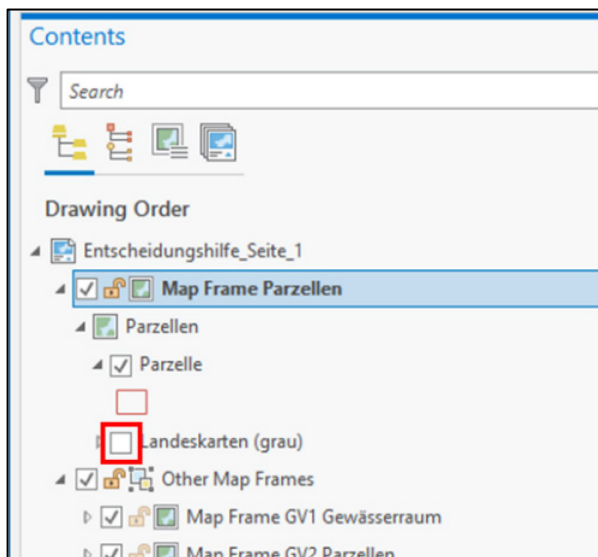 Contents
Search
Drawing Order
Entscheidungshilfe_Seite_1
Map Frame Parzellen
Parzellen
Parzelle
Landeskarten (grau)
Other Map Frames
Map Frame GV1 Gewässerraum
Map Frame GV2 Parzellen